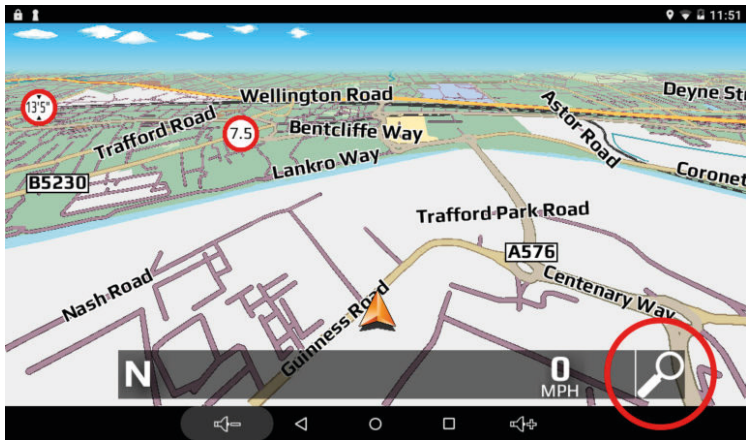 11:51
Wellington Road
Deyne Str
13'5"
Trafford Road
7.5
Bentcliffe Way
Astor Road
Lankro Way
Coronet
B5230
Trafford Park Road
A576
Nash Road
Centenary Way
Guinness Road
N
0
MPH